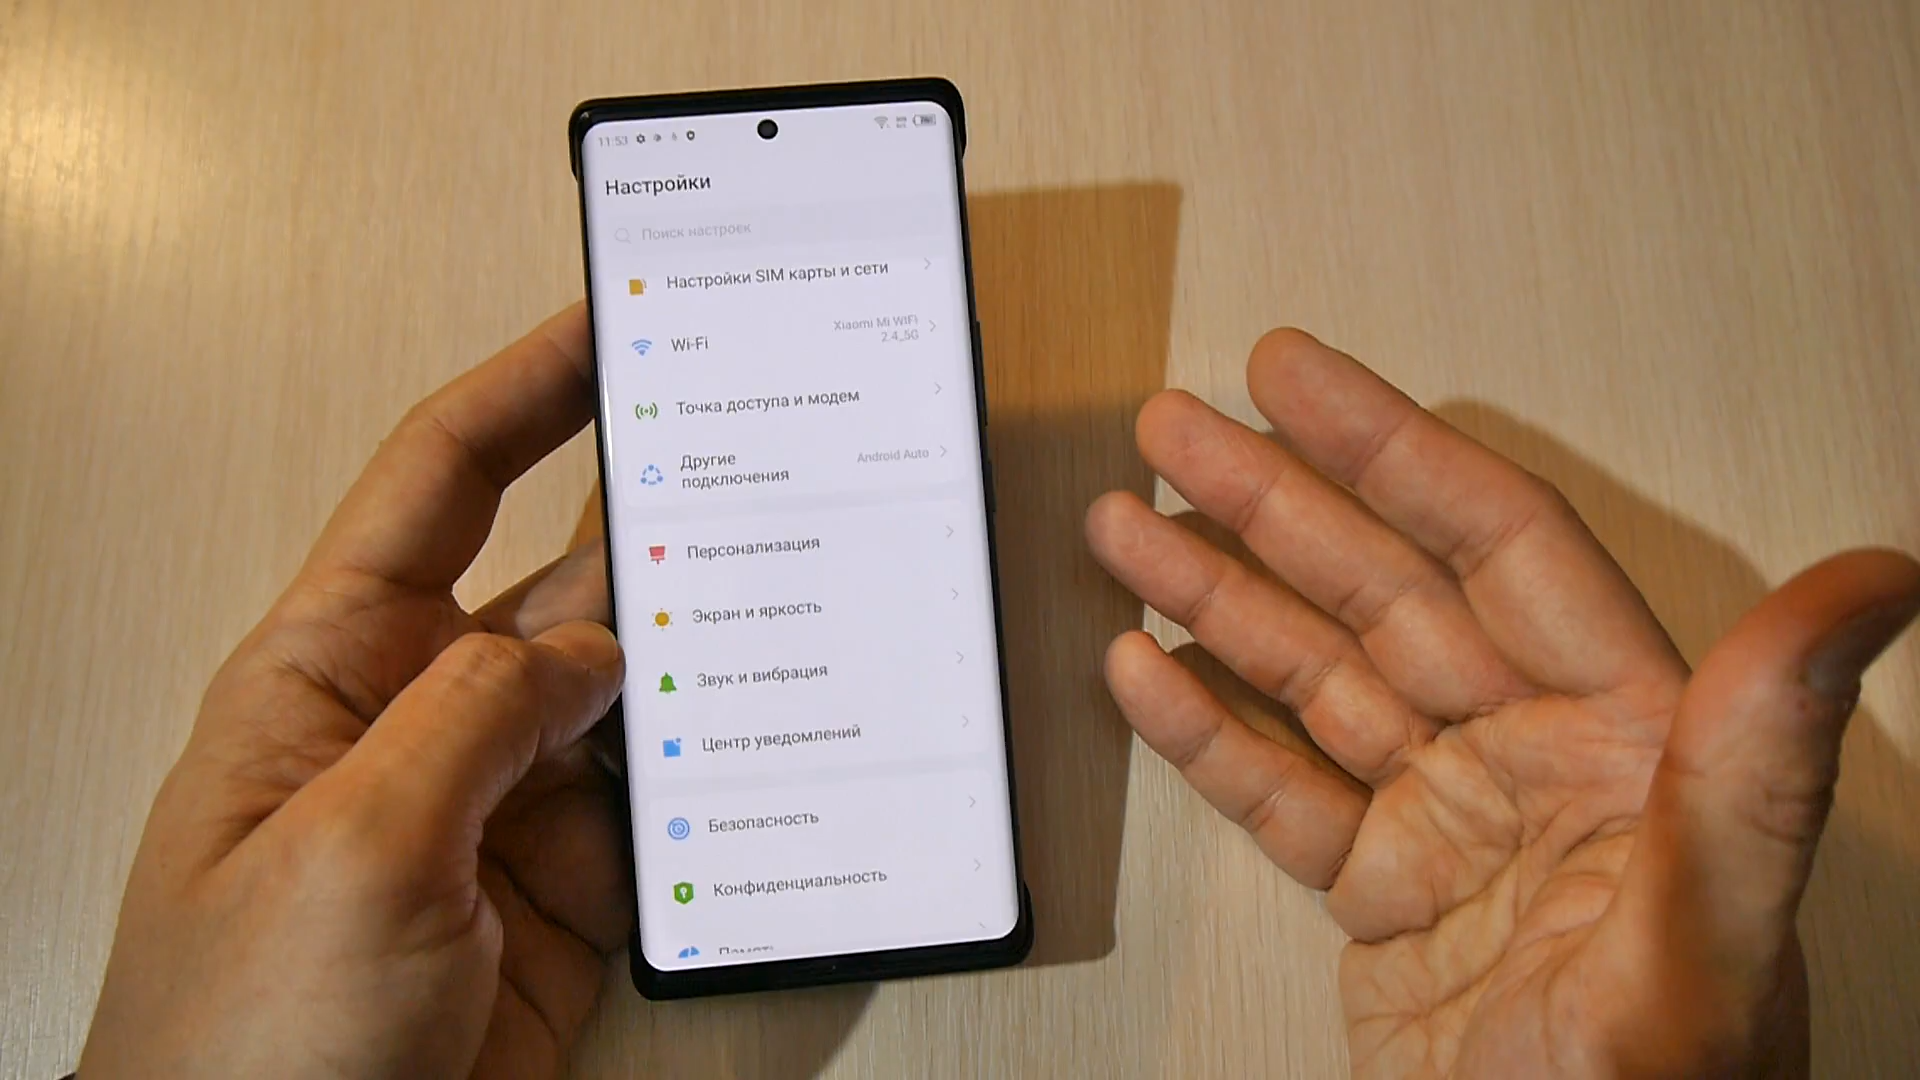 11:53
Настройки
Поиск настроек
Настройки SIM карты и сети
Wi-Fi
Xiaomi Mi WIFI
2.4_5G
Точка доступа и модем
Другие
подключения
Android Auto
Персонализация
Экран и яркость
Звук и вибрация
Центр уведомлений
Безопасность
Конфиденциальность